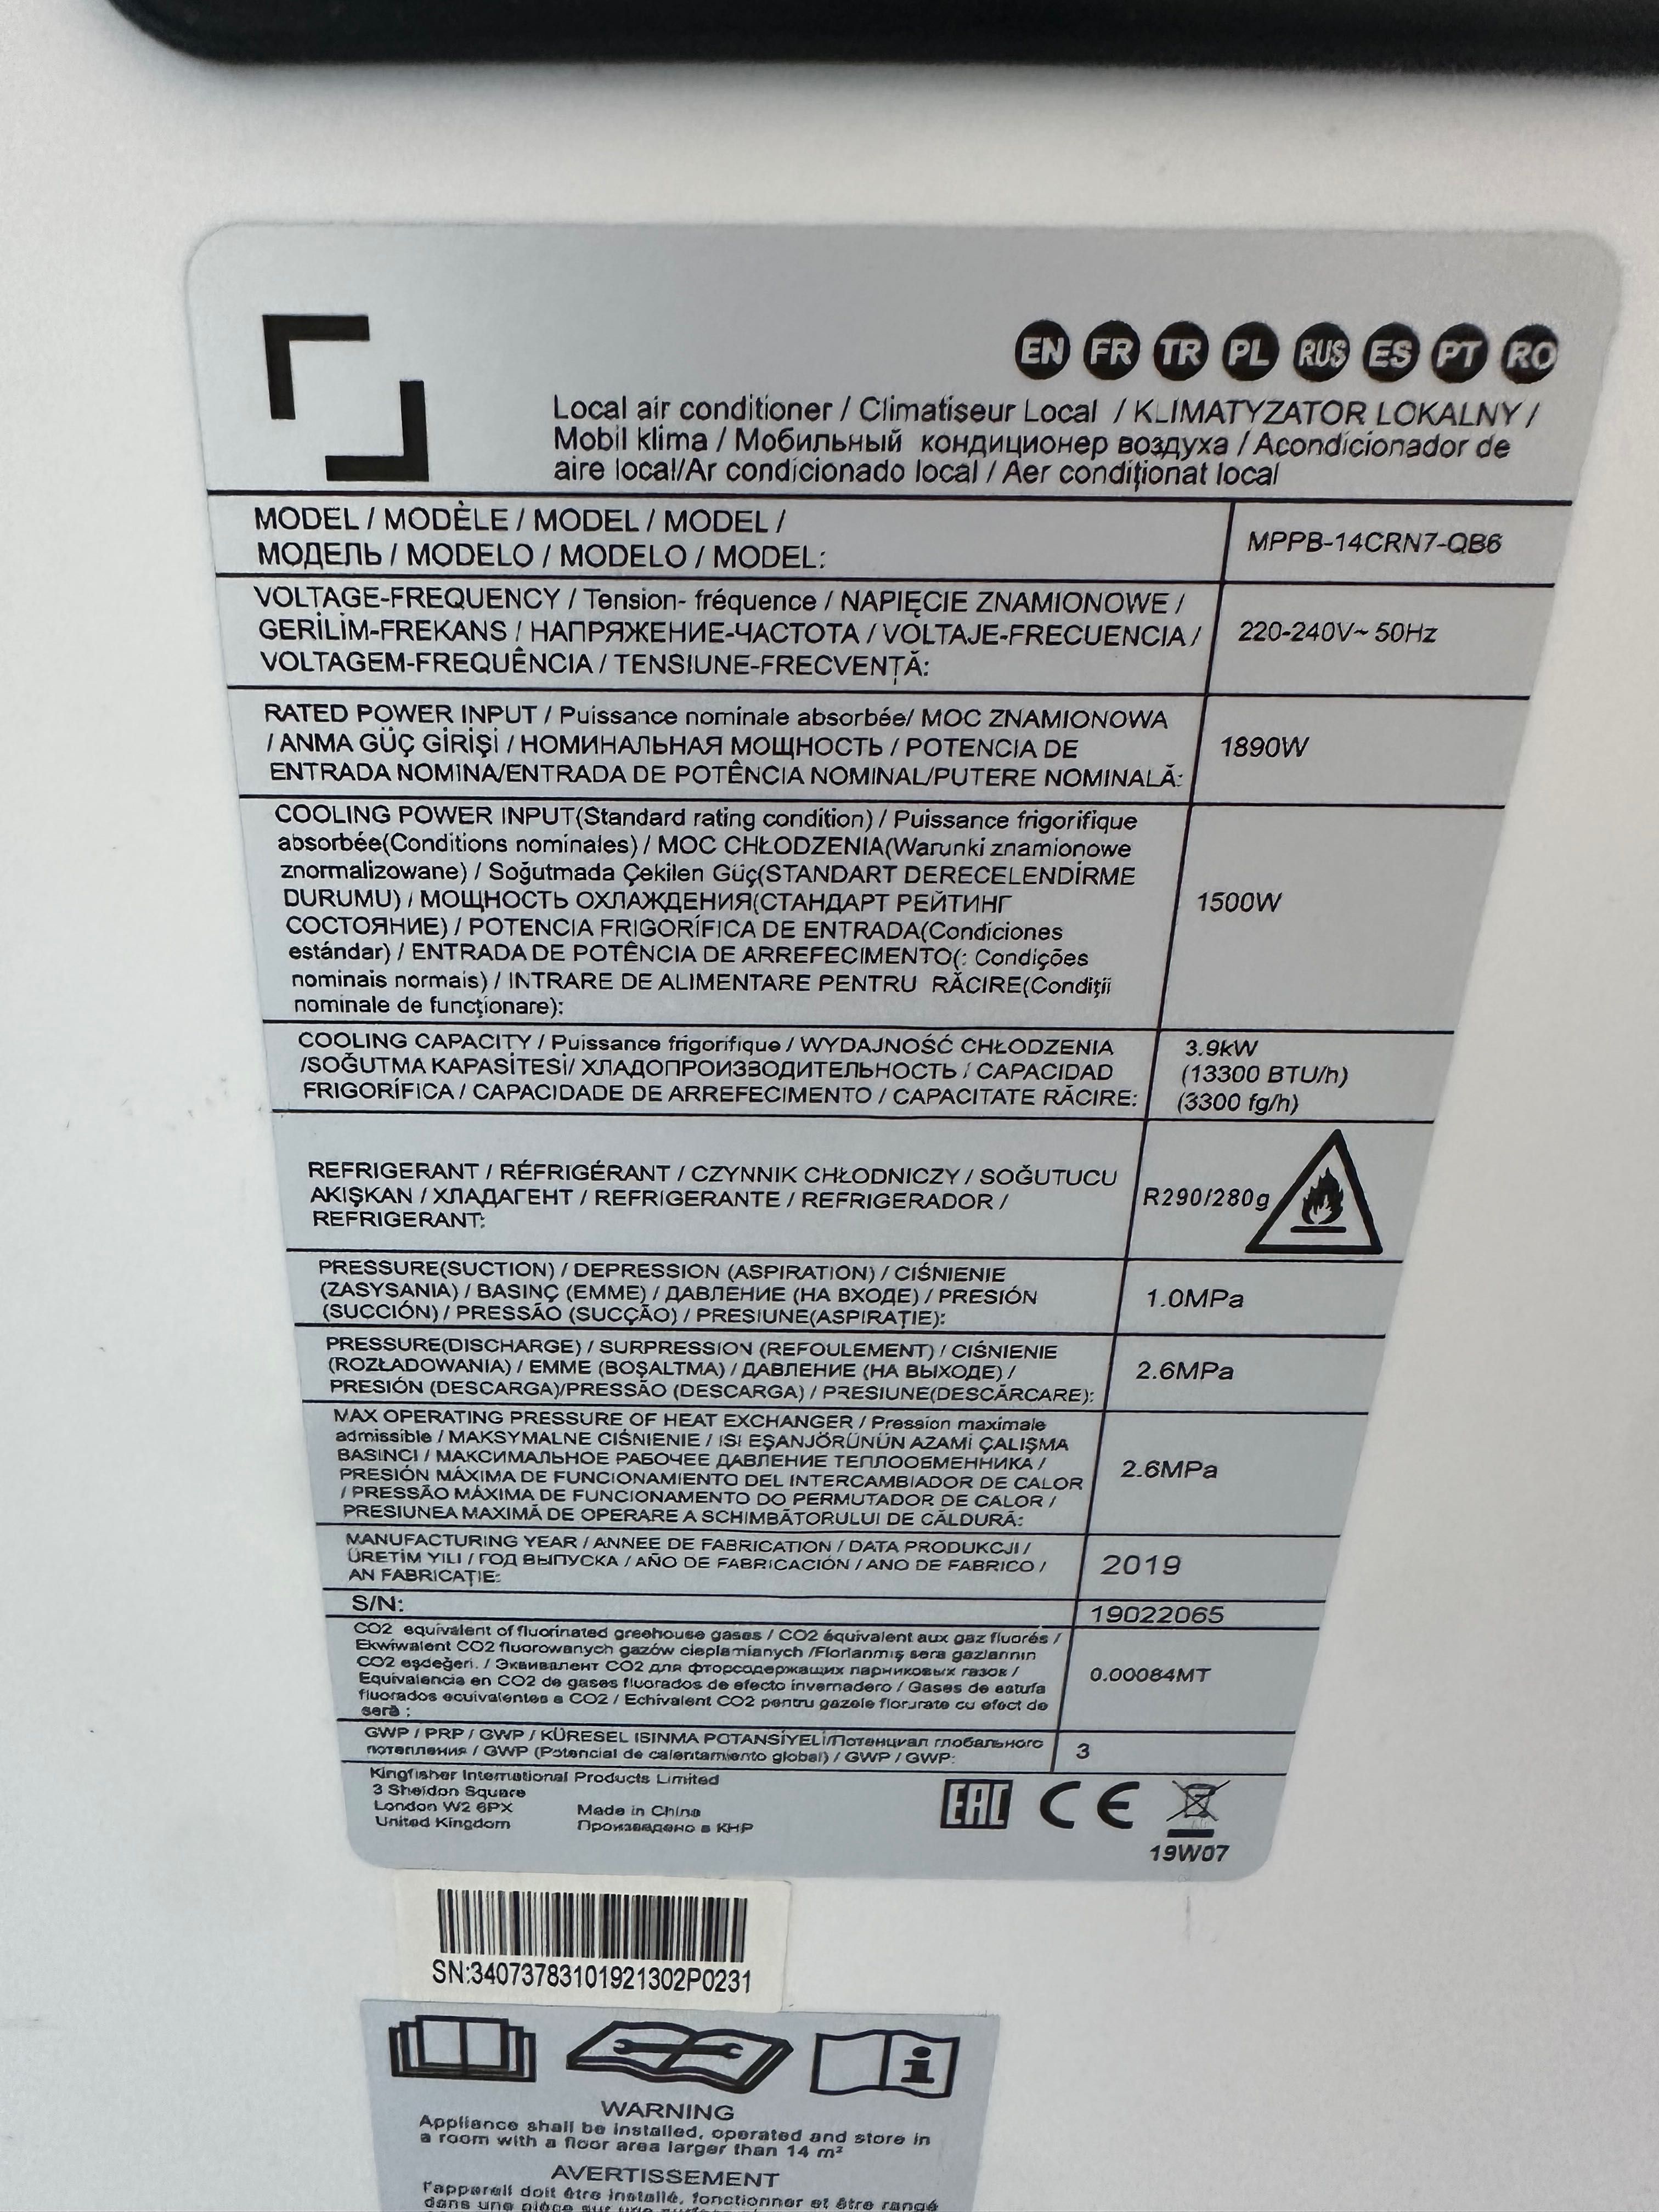 EN FR TR PL RUS ES PT RO
Local air conditioner / Climatiseur Local / KLIMATYZATOR LOKALNY /
Mobil klima / Мобильный кондиционер воздуха / Acondicionador de
aire local/Ar condicionado local / Aer condiționat local
MODEL / MODÈLE / MODEL / MODEL /
МОДЕЛЬ / MODELO / MODELO / MODEL:
MPPB-14CRN7-QB6
VOLTAGE-FREQUENCY / Tension- fréquence / NAPIĘCIE ZNAMIONOWE /
GERİLİM-FREKANS / НАПРЯЖЕНИЕ-ЧАСТОТА / VOLTAJE-FRECUENCIA /
VOLTAGEM-FREQUÊNCIA / TENSIUNE-FRECVENȚĂ:
220-240V~ 50Hz
RATED POWER INPUT / Puissance nominale absorbée/ MOC ZNAMIONOWA
/ ANMA GÜÇ GİRİŞİ / НОМИНАЛЬНАЯ МОЩНОСТЬ / POTENCIA DE
ENTRADA NOMINA/ENTRADA DE POTÊNCIA NOMINAL/PUTERE NOMINALĂ:
1890W
COOLING POWER INPUT(Standard rating condition) / Puissance frigorifique
absorbée(Conditions nominales) / MOC CHŁODZENIA(Warunki znamionowe
znormalizowane) / Soğutmada Çekilen Güç(STANDART DERECELENDİRME
DURUMU) / МОЩНОСТЬ ОХЛАЖДЕНИЯ(СТАНДАРТ РЕЙТИНГ
СОСТОЯНИЕ) / POTENCIA FRIGORÍFICA DE ENTRADA(Condiciones
estándar) / ENTRADA DE POTÊNCIA DE ARREFECIMENTO(: Condições
nominais normais) / INTRARE DE ALIMENTARE PENTRU RĂCIRE(Condiții
nominale de funcționare):
1500W
COOLING CAPACITY / Puissance frigorifique / WYDAJNOŚĆ CHŁODZENIA
/SOĞUTMA KAPASİTESİ/ ХЛАДОПРОИЗВОДИТЕЛЬНОСТЬ / CAPACIDAD
FRIGORÍFICA / CAPACIDADE DE ARREFECIMENTO / CAPACITATE RĂCIRE:
3.9kW
(13300 BTU/h)
(3300 fg/h)
REFRIGERANT / RÉFRIGÉRANT / CZYNNIK CHŁODNICZY / SOĞUTUCU
AKIŞKAN / ХЛАДАГЕНТ / REFRIGERANTE / REFRIGERADOR /
REFRIGERANT:
R290/280g
PRESSURE(SUCTION) / DEPRESSION (ASPIRATION) / CIŚNIENIE
(ZASYSANIA) / BASINÇ (EMME) / ДАВЛЕНИЕ (НА ВХОДЕ) / PRESIÓN
(SUCCIÓN) / PRESSÃO (SUCÇÃO) / PRESIUNE(ASPIRAȚIE):
1.0MPa
PRESSURE(DISCHARGE) / SURPRESSION (REFOULEMENT) / CIŚNIENIE
(ROZŁADOWANIA) / EMME (BOŞALTMA) / ДАВЛЕНИЕ (НА ВЫХОДЕ) /
PRESIÓN (DESCARGA)/PRESSÃO (DESCARGA) / PRESIUNE(DESCĂRCARE):
2.6MPa
MAX OPERATING PRESSURE OF HEAT EXCHANGER / Pression maximale
admissible / MAKSYMALNE CIŚNIENIE / ISI EŞANJÖRÜNÜN AZAMİ ÇALIŞMA
BASINCI / МАКСИМАЛЬНОЕ РАБОЧЕЕ ДАВЛЕНИЕ ТЕПЛООБМЕННИКА /
PRESIÓN MÁXIMA DE FUNCIONAMIENTO DEL INTERCAMBIADOR DE CALOR
/ PRESSÃO MÁXIMA DE FUNCIONAMENTO DO PERMUTADOR DE CALOR /
PRESIUNEA MAXIMĂ DE OPERARE A SCHIMBĂTORULUI DE CĂLDURĂ:
2.6MPa
MANUFACTURING YEAR / ANNEE DE FABRICATION / DATA PRODUKCJI /
ÜRETİM YILI / ГОД ВЫПУСКА / AÑO DE FABRICACIÓN / ANO DE FABRICO /
AN FABRICAȚIE:
2019
S/N:
19022065
CO2 equivalent of fluorinated greehouse gases / CO2 équivalent aux gaz fluorés /
Ekwiwalent CO2 fluorowanych gazów cieplarnianych /Florlanmış sera gazlarının
CO2 eşdeğeri. / Эквивалент CO2 для фторсодержащих парниковых газов /
Equivalencia en CO2 de gases fluorados de efecto invernadero / Gases de estufa
fluorados ecuivalentes a CO2 / Echivalent CO2 pentru gazele florurate cu efect de
seră :
0.00084MT
GWP / PRP / GWP / KÜRESEL ISINMA POTANSİYELİ/Потенциал глобального
потепления / GWP (Potencial de calentamiento global) / GWP / GWP:
3
Kingfisher International Products Limited
3 Sheldon Square
London W2 6PX
United Kingdom
Made in China
Произведено в КНР
EAC CE
19W07
SN:34073783101921302P0231
WARNING
Appliance shall be installed, operated and store in
a room with a floor area larger than 14 m²
AVERTISSEMENT
l'appareil doit être installé, fonctionner et être rangé
dans une pièce sur une